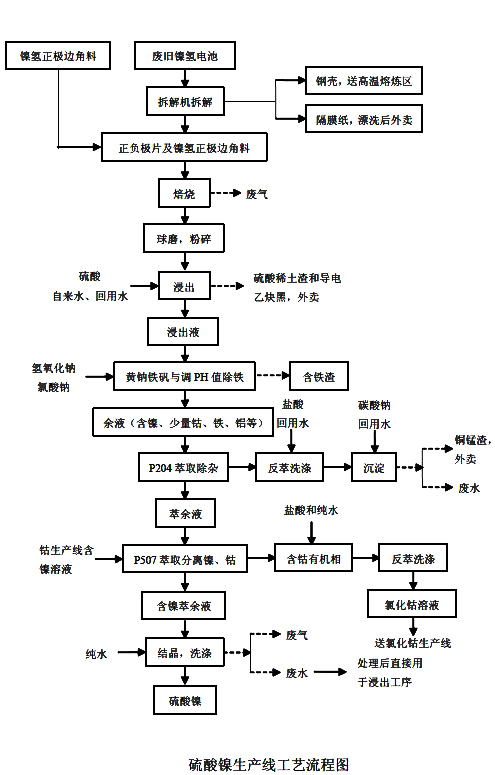 镍氢正极边角料
废旧镍氢电池
钢壳，送高温熔炼区
拆解机拆解
隔膜纸，漂洗后外卖
正负极片及镍氢正极边角料
焙烧
废气
球磨，粉碎
硫酸
自来水、回用水
浸出
硫酸稀土渣和导电
乙炔黑，外卖
浸出液
氢氧化钠
氯酸钠
黄钠铁矾与调PH值除铁
含铁渣
余液（含镍、少量钴、铁、铝等）
盐酸
回用水
碳酸钠
回用水
P204 萃取除杂
反萃洗涤
沉淀
铜锰渣，
外卖
废水
萃余液
盐酸和纯水
钴生产线含
镍溶液
P507 萃取分离镍、钴
含钴有机相
反萃洗涤
含镍萃余液
氯化钴溶液
送氯化钴生产线
纯水
结晶，洗涤
废气
废水
处理后直接用
于浸出工序
硫酸镍
硫酸镍生产线工艺流程图